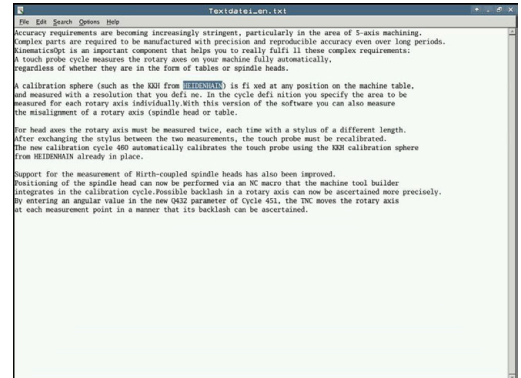 Textdatei_en.txt
File Edit Search Options Help
Accuracy requirements are becoming increasingly stringent, particularly in the area of 5-axis machining.
Complex parts are required to be manufactured with precision and reproducible accuracy even over long periods.
KinematicsOpt is an important component that helps you to really fulfi ll these complex requirements:
A touch probe cycle measures the rotary axes on your machine fully automatically,
regardless of whether they are in the form of tables or spindle heads.
A calibration sphere (such as the KKH from HEIDENHAIN) is fi xed at any position on the machine table,
and measured with a resolution that you defi ne. In the cycle defi nition you specify the area to be
measured for each rotary axis individually.With this version of the software you can also measure
the misalignment of a rotary axis (spindle head or table.
For head axes the rotary axis must be measured twice, each time with a stylus of a different length.
After exchanging the stylus between the two measurements, the touch probe must be recalibrated.
The new calibration cycle 460 automatically calibrates the touch probe using the KKH calibration sphere
from HEIDENHAIN already in place.
Support for the measurement of Hirth-coupled spindle heads has also been improved.
Positioning of the spindle head can now be performed via an NC macro that the machine tool builder
integrates in the calibration cycle.Possible backlash in a rotary axis can now be ascertained more precisely.
By entering an angular value in the new Q432 parameter of Cycle 451, the TNC moves the rotary axis
at each measurement point in a manner that its backlash can be ascertained.